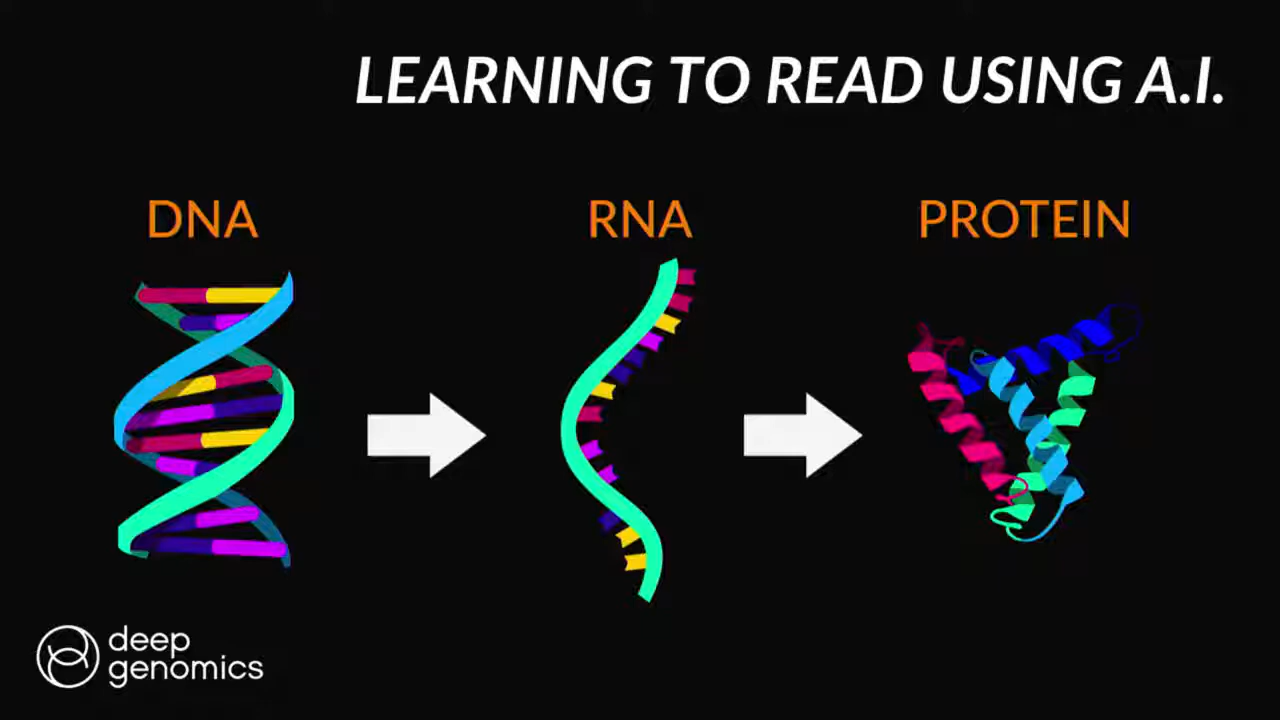 LEARNING TO READ USING A.I.
DNA
RNA
PROTEIN
deep
genomics